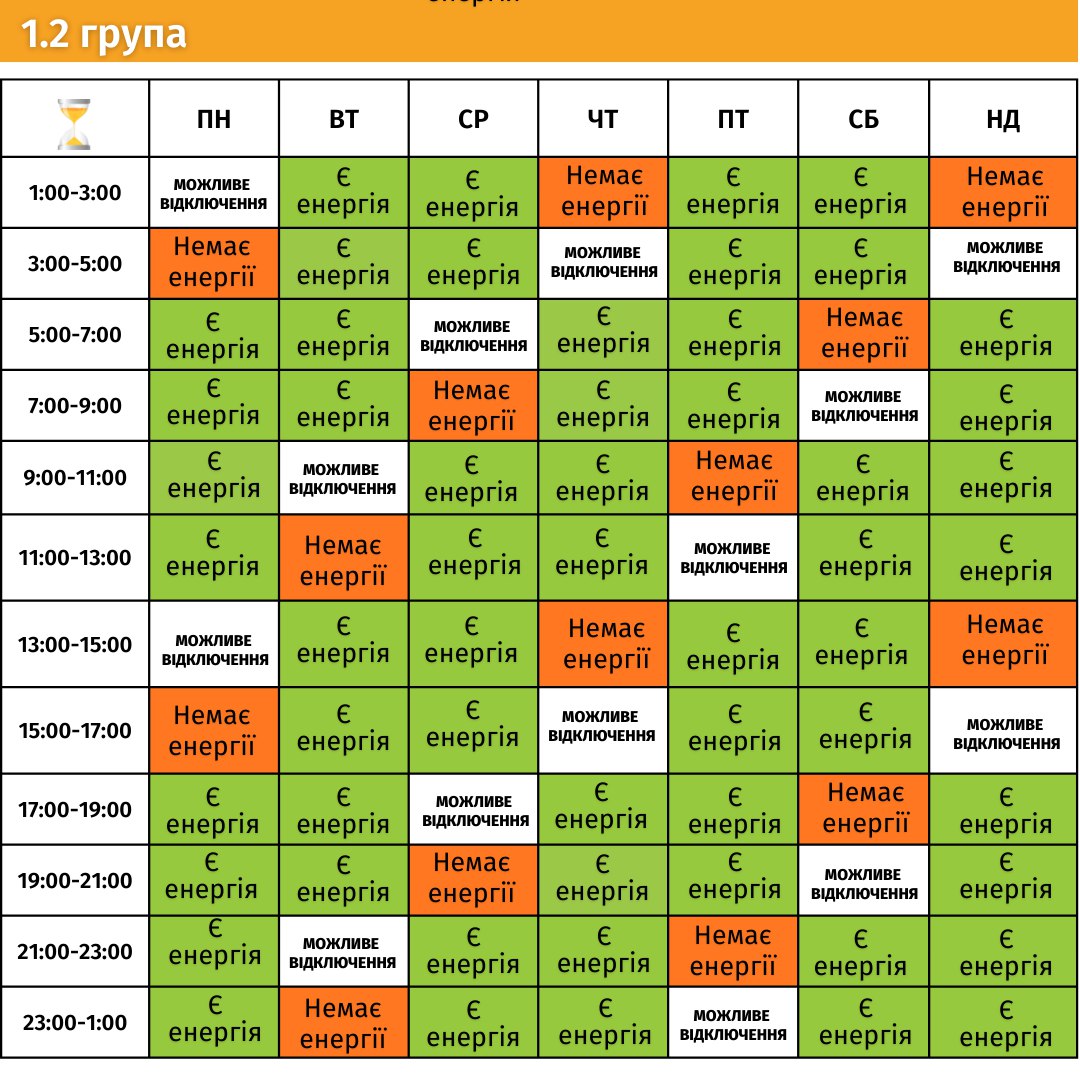 1.2 група
ПН ВТ СР ЧТ ПТ СБ НД
1:00-3:00 МОЖЛИВЕ ВІДКЛЮЧЕННЯ Є енергія Є енергія Немає енергії Є енергія Є енергія Немає енергії
3:00-5:00 Немає енергії Є енергія Є енергія МОЖЛИВЕ ВІДКЛЮЧЕННЯ Є енергія Є енергія МОЖЛИВЕ ВІДКЛЮЧЕННЯ
5:00-7:00 Є енергія Є енергія МОЖЛИВЕ ВІДКЛЮЧЕННЯ Є енергія Є енергія Немає енергії Є енергія
7:00-9:00 Є енергія Є енергія Немає енергії Є енергія Є енергія МОЖЛИВЕ ВІДКЛЮЧЕННЯ Є енергія
9:00-11:00 Є енергія МОЖЛИВЕ ВІДКЛЮЧЕННЯ Є енергія Є енергія Немає енергії Є енергія Є енергія
11:00-13:00 Є енергія Немає енергії Є енергія Є енергія МОЖЛИВЕ ВІДКЛЮЧЕННЯ Є енергія Є енергія
13:00-15:00 МОЖЛИВЕ ВІДКЛЮЧЕННЯ Є енергія Є енергія Немає енергії Є енергія Є енергія Немає енергії
15:00-17:00 Немає енергії Є енергія Є енергія МОЖЛИВЕ ВІДКЛЮЧЕННЯ Є енергія Є енергія МОЖЛИВЕ ВІДКЛЮЧЕННЯ
17:00-19:00 Є енергія Є енергія МОЖЛИВЕ ВІДКЛЮЧЕННЯ Є енергія Є енергія Немає енергії Є енергія
19:00-21:00 Є енергія Є енергія Немає енергії Є енергія Є енергія МОЖЛИВЕ ВІДКЛЮЧЕННЯ Є енергія
21:00-23:00 Є енергія МОЖЛИВЕ ВІДКЛЮЧЕННЯ Є енергія Є енергія Немає енергії Є енергія Є енергія
23:00-1:00 Є енергія Немає енергії Є енергія Є енергія МОЖЛИВЕ ВІДКЛЮЧЕННЯ Є енергія Є енергія